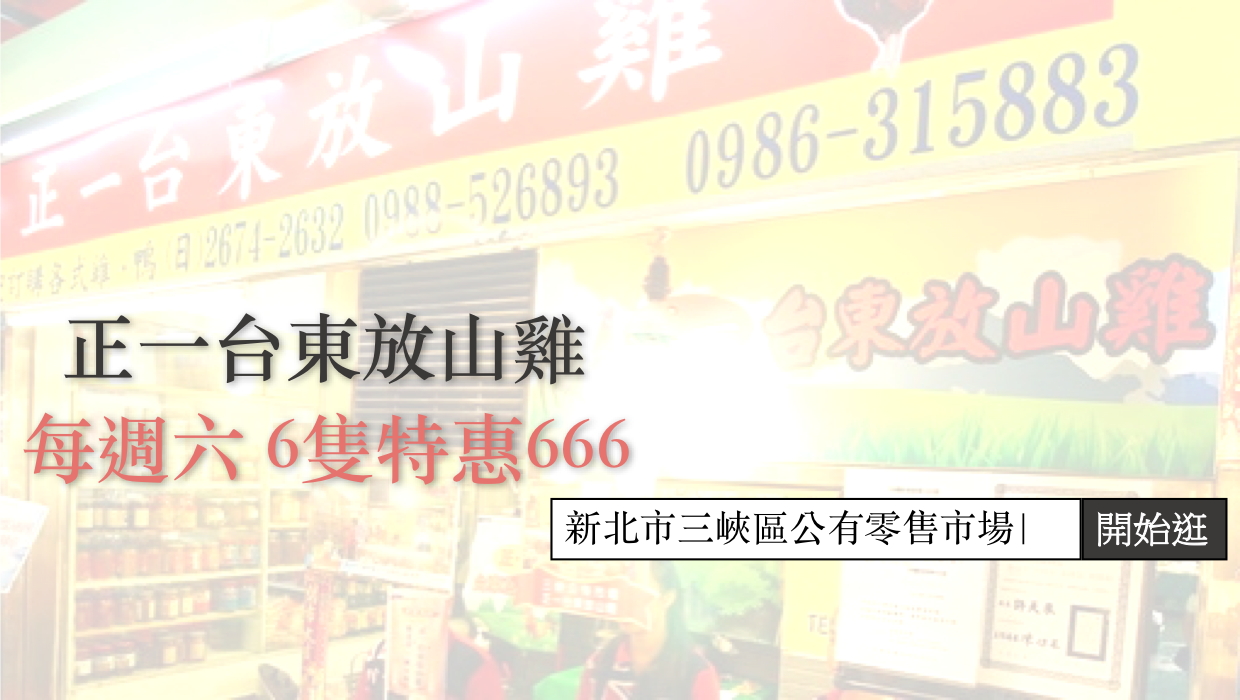 正一台東放山雞
訂購各式雞・鴨(日)2674-2632 0988-526893 0986-315883
台東放山雞
正一台東放山雞
每週六 6隻特惠666
新北市三峽區公有零售市場|
開始逛